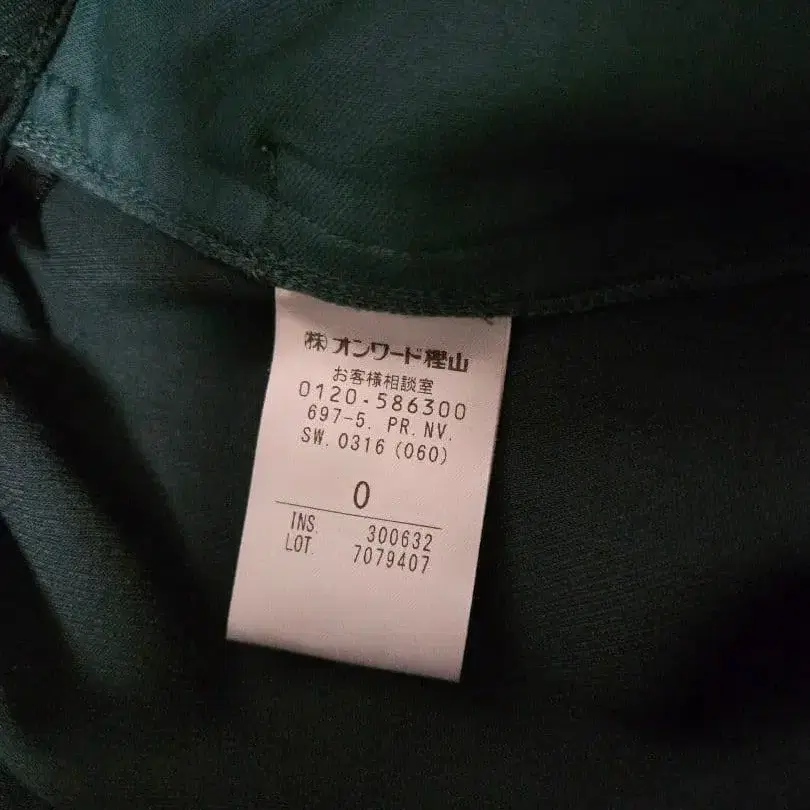 ㈱オンワード樫山
お客様相談室
0120-586300
697-5. PR. NV.
SW. 0316 (060)
0
INS. 300632
LOT. 7079407